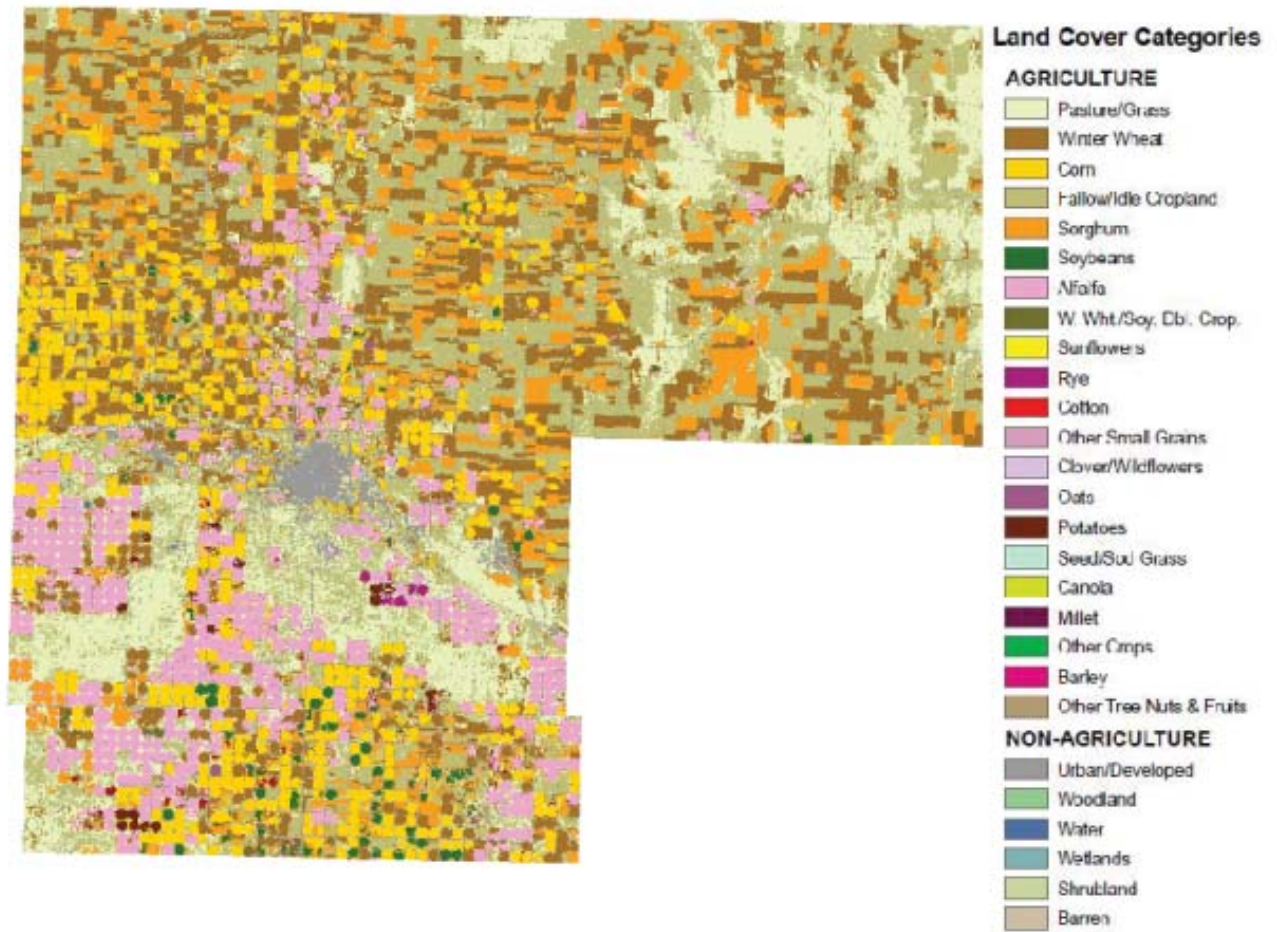 Land Cover Categories
AGRICULTURE
Pasture/Grass
Winter Wheat
Corn
Fallow/Idle Cropland
Sorghum
Soybeans
Alfalfa
W. Wht./Soy. Dbl. Crop.
Sunflowers
Rye
Cotton
Other Small Grains
Clover/Wildflowers
Oats
Potatoes
Seed/Sod Grass
Canola
Millet
Other Crops
Barley
Other Tree Nuts & Fruits
NON-AGRICULTURE
Urban/Developed
Woodland
Water
Wetlands
Shrubland
Barren